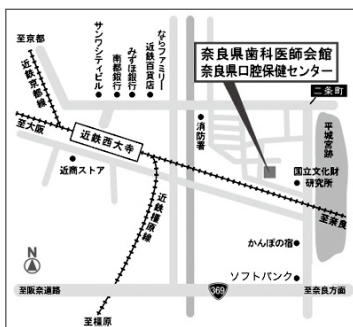 至京都
近鉄京都線
サンワシティビル
南都銀行
みずほ銀行
近鉄百貨店
ならファミリー
奈良県歯科医師会館
奈良県口腔保健センター
二条町
至大阪
近鉄西大寺
消防署
平城宮跡
近商ストア
国立文化財
研究所
近鉄橿原線
至奈良
かんぽの宿
N
ソフトバンク
至阪奈道路
369
至奈良方面
至橿原